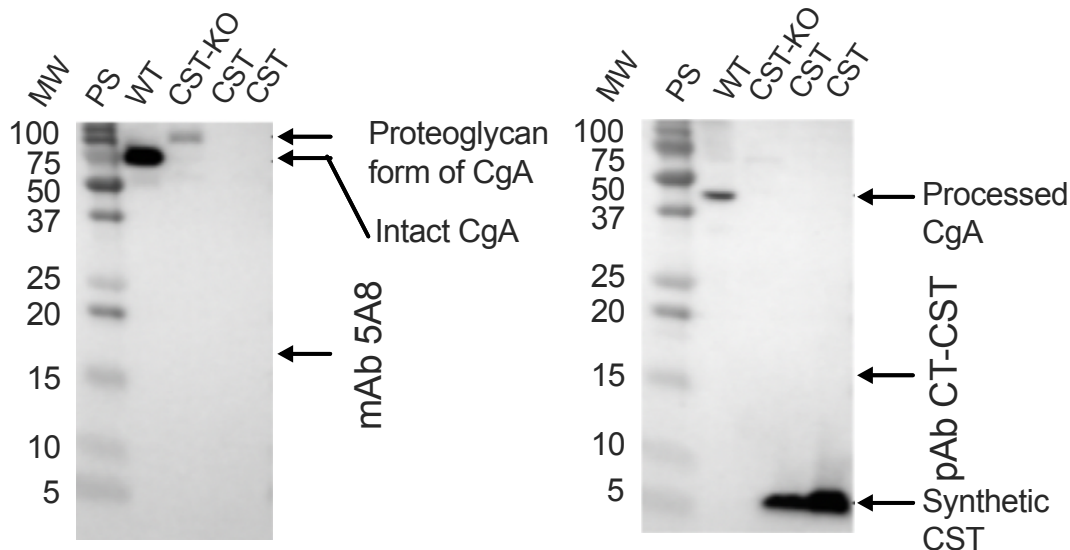 MW
PS
WT
CST-KO
CST
CST
100
75
50
37
25
20
15
10
5
Proteoglycan
form of CgA
Intact CgA
mAb 5A8
MW
PS
WT
CST-KO
CST
CST
100
75
50
37
25
20
15
10
5
Processed
CgA
pAb CT-CST
Synthetic
CST